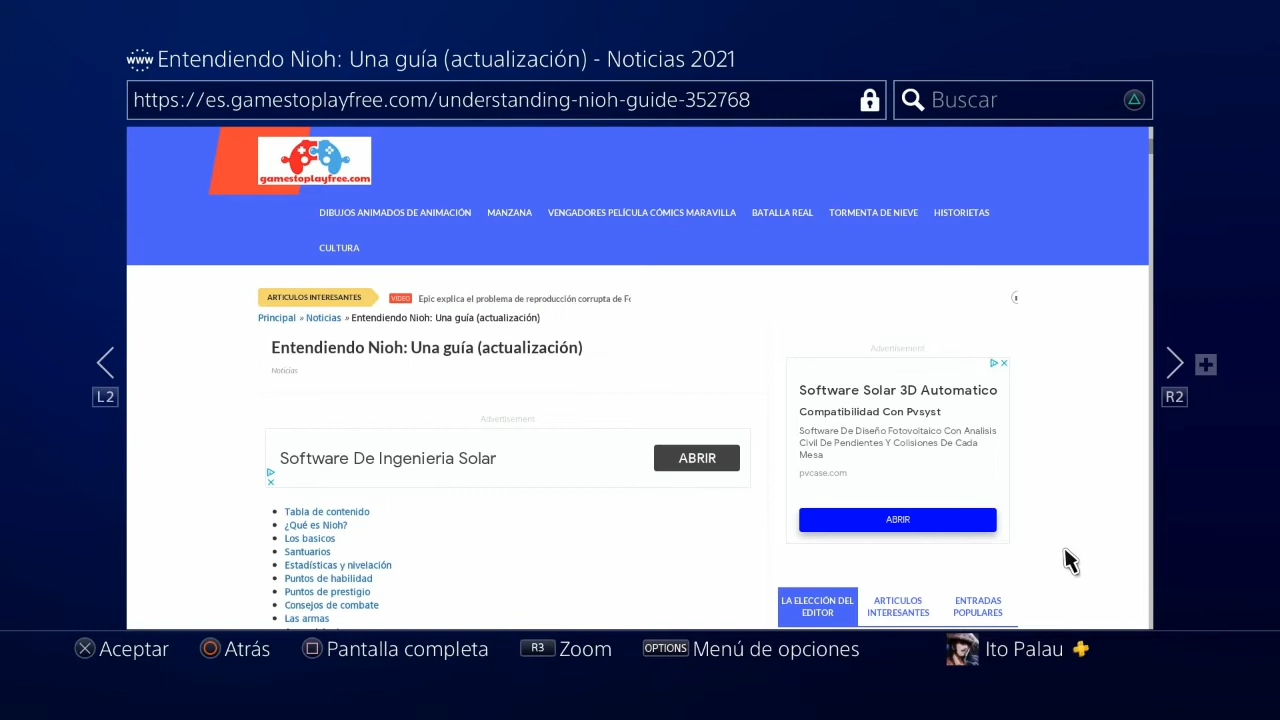 www Entendiendo Nioh: Una guía (actualización) - Noticias 2021
https://es.gamestoplayfree.com/understanding-nioh-guide-352768
Buscar
gamestoplayfree.com
DIBUJOS ANIMADOS DE ANIMACIÓN MANZANA VENGADORES PELÍCULA CÓMICS MARAVILLA BATALLA REAL TORMENTA DE NIEVE HISTORIETAS
CULTURA
ARTICULOS INTERESANTES
VIDEO Epic explica el problema de reproducción corrupta de Fo
Principal » Noticias » Entendiendo Nioh: Una guía (actualización)
Entendiendo Nioh: Una guía (actualización)
Noticias
Advertisement
Software De Ingenieria Solar
ABRIR
Tabla de contenido
¿Qué es Nioh?
Los basicos
Santuarios
Estadísticas y nivelación
Puntos de habilidad
Puntos de prestigio
Consejos de combate
Las armas
Advertisement
Software Solar 3D Automatico
Compatibilidad Con Pvsyst
Software De Diseño Fotovoltaico Con Analisis
Civil De Pendientes Y Colisiones De Cada
Mesa
pvcase.com
ABRIR
LA ELECCIÓN DEL
EDITOR
ARTICULOS
INTERESANTES
ENTRADAS
POPULARES
L2
R2
Aceptar
Atrás
Pantalla completa
R3 Zoom
OPTIONS Menú de opciones
Ito Palau